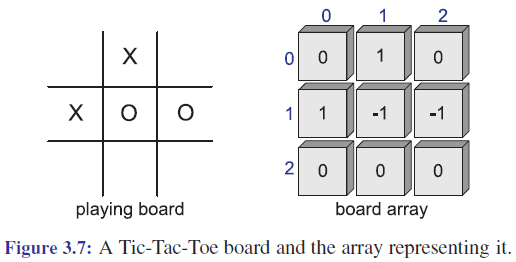 0 1 2
X 0 0 1 0
X O O 1 1 -1 -1
2 0 0 0
playing board board array
Figure 3.7: A Tic-Tac-Toe board and the array representing it.